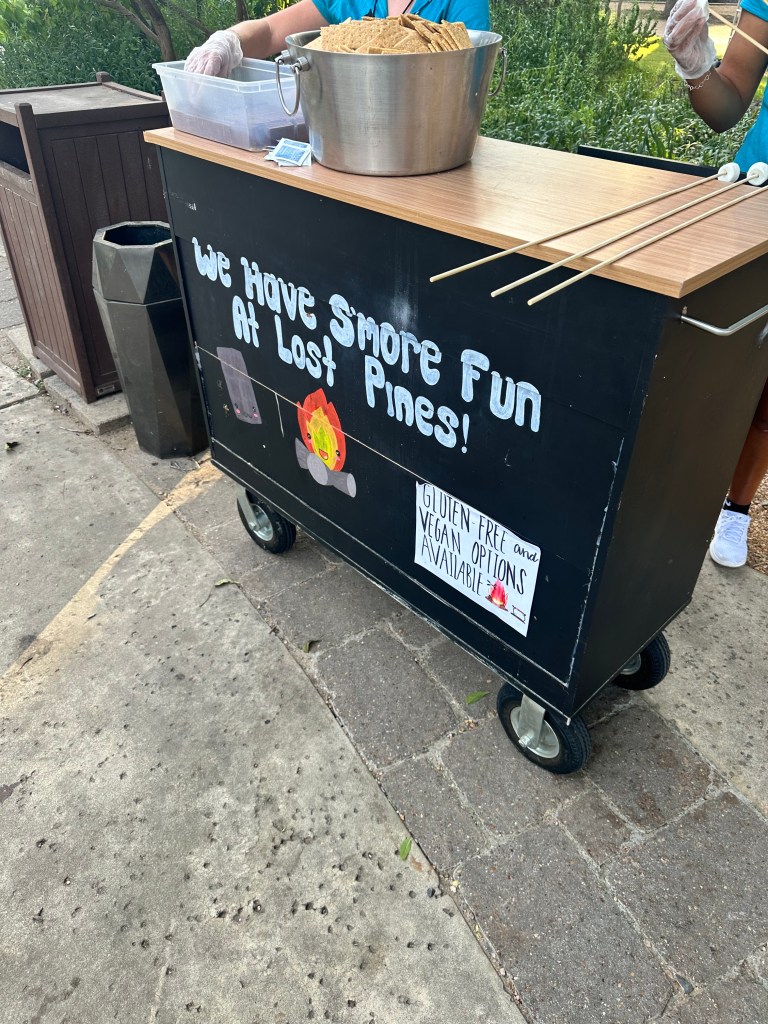 We Have S'more Fun
At Lost Pines!
GLUTEN-FREE and
VEGAN OPTIONS
AVAILABLE